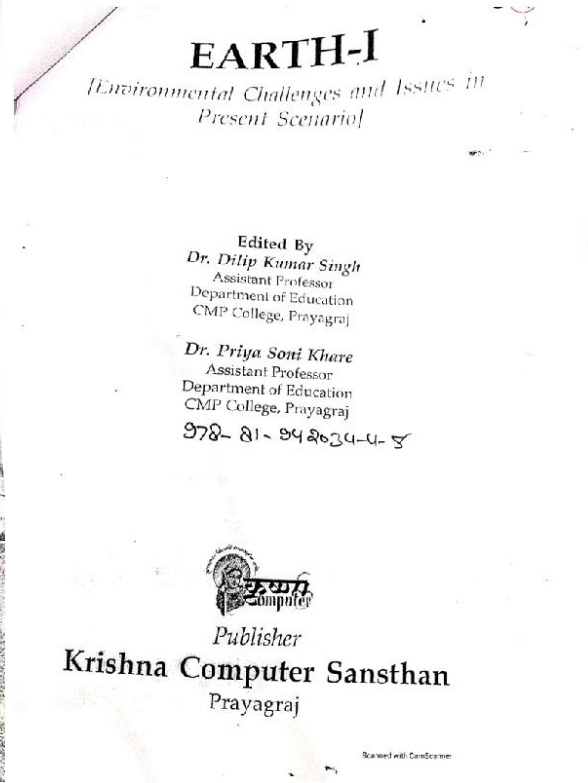 EARTH-I
[Environmental Challenges and Issues in
Present Scenario]
Edited By
Dr. Dilip Kumar Singh
Assistant Professor
Department of Education
CMP College, Prayagraj
Dr. Priya Soni Khare
Assistant Professor
Department of Education
CMP College, Prayagraj
978-81-942034-4-5
कृष्णा
Computer
Publisher
Krishna Computer Sansthan
Prayagraj
Scanned with CamScanner